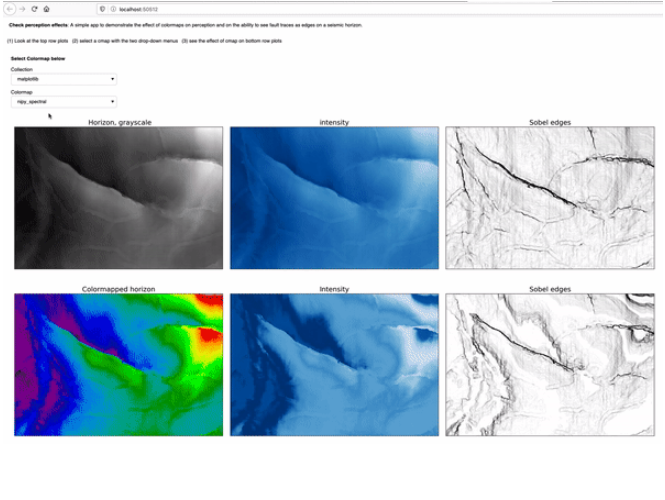 localhost:50512
Check perception effects: A simple app to demonstrate the effect of colormaps on perception and on the ability to see fault traces as edges on a seismic horizon.
(1) Look at the top row plots (2) select a cmap with the two drop-down menus (3) see the effect of cmap on bottom row plots
Select Colormap below
Collection
matplotlib
Colormap
nipy_spectral
Horizon, grayscale
intensity
Sobel edges
Colormapped horizon
Intensity
Sobel edges